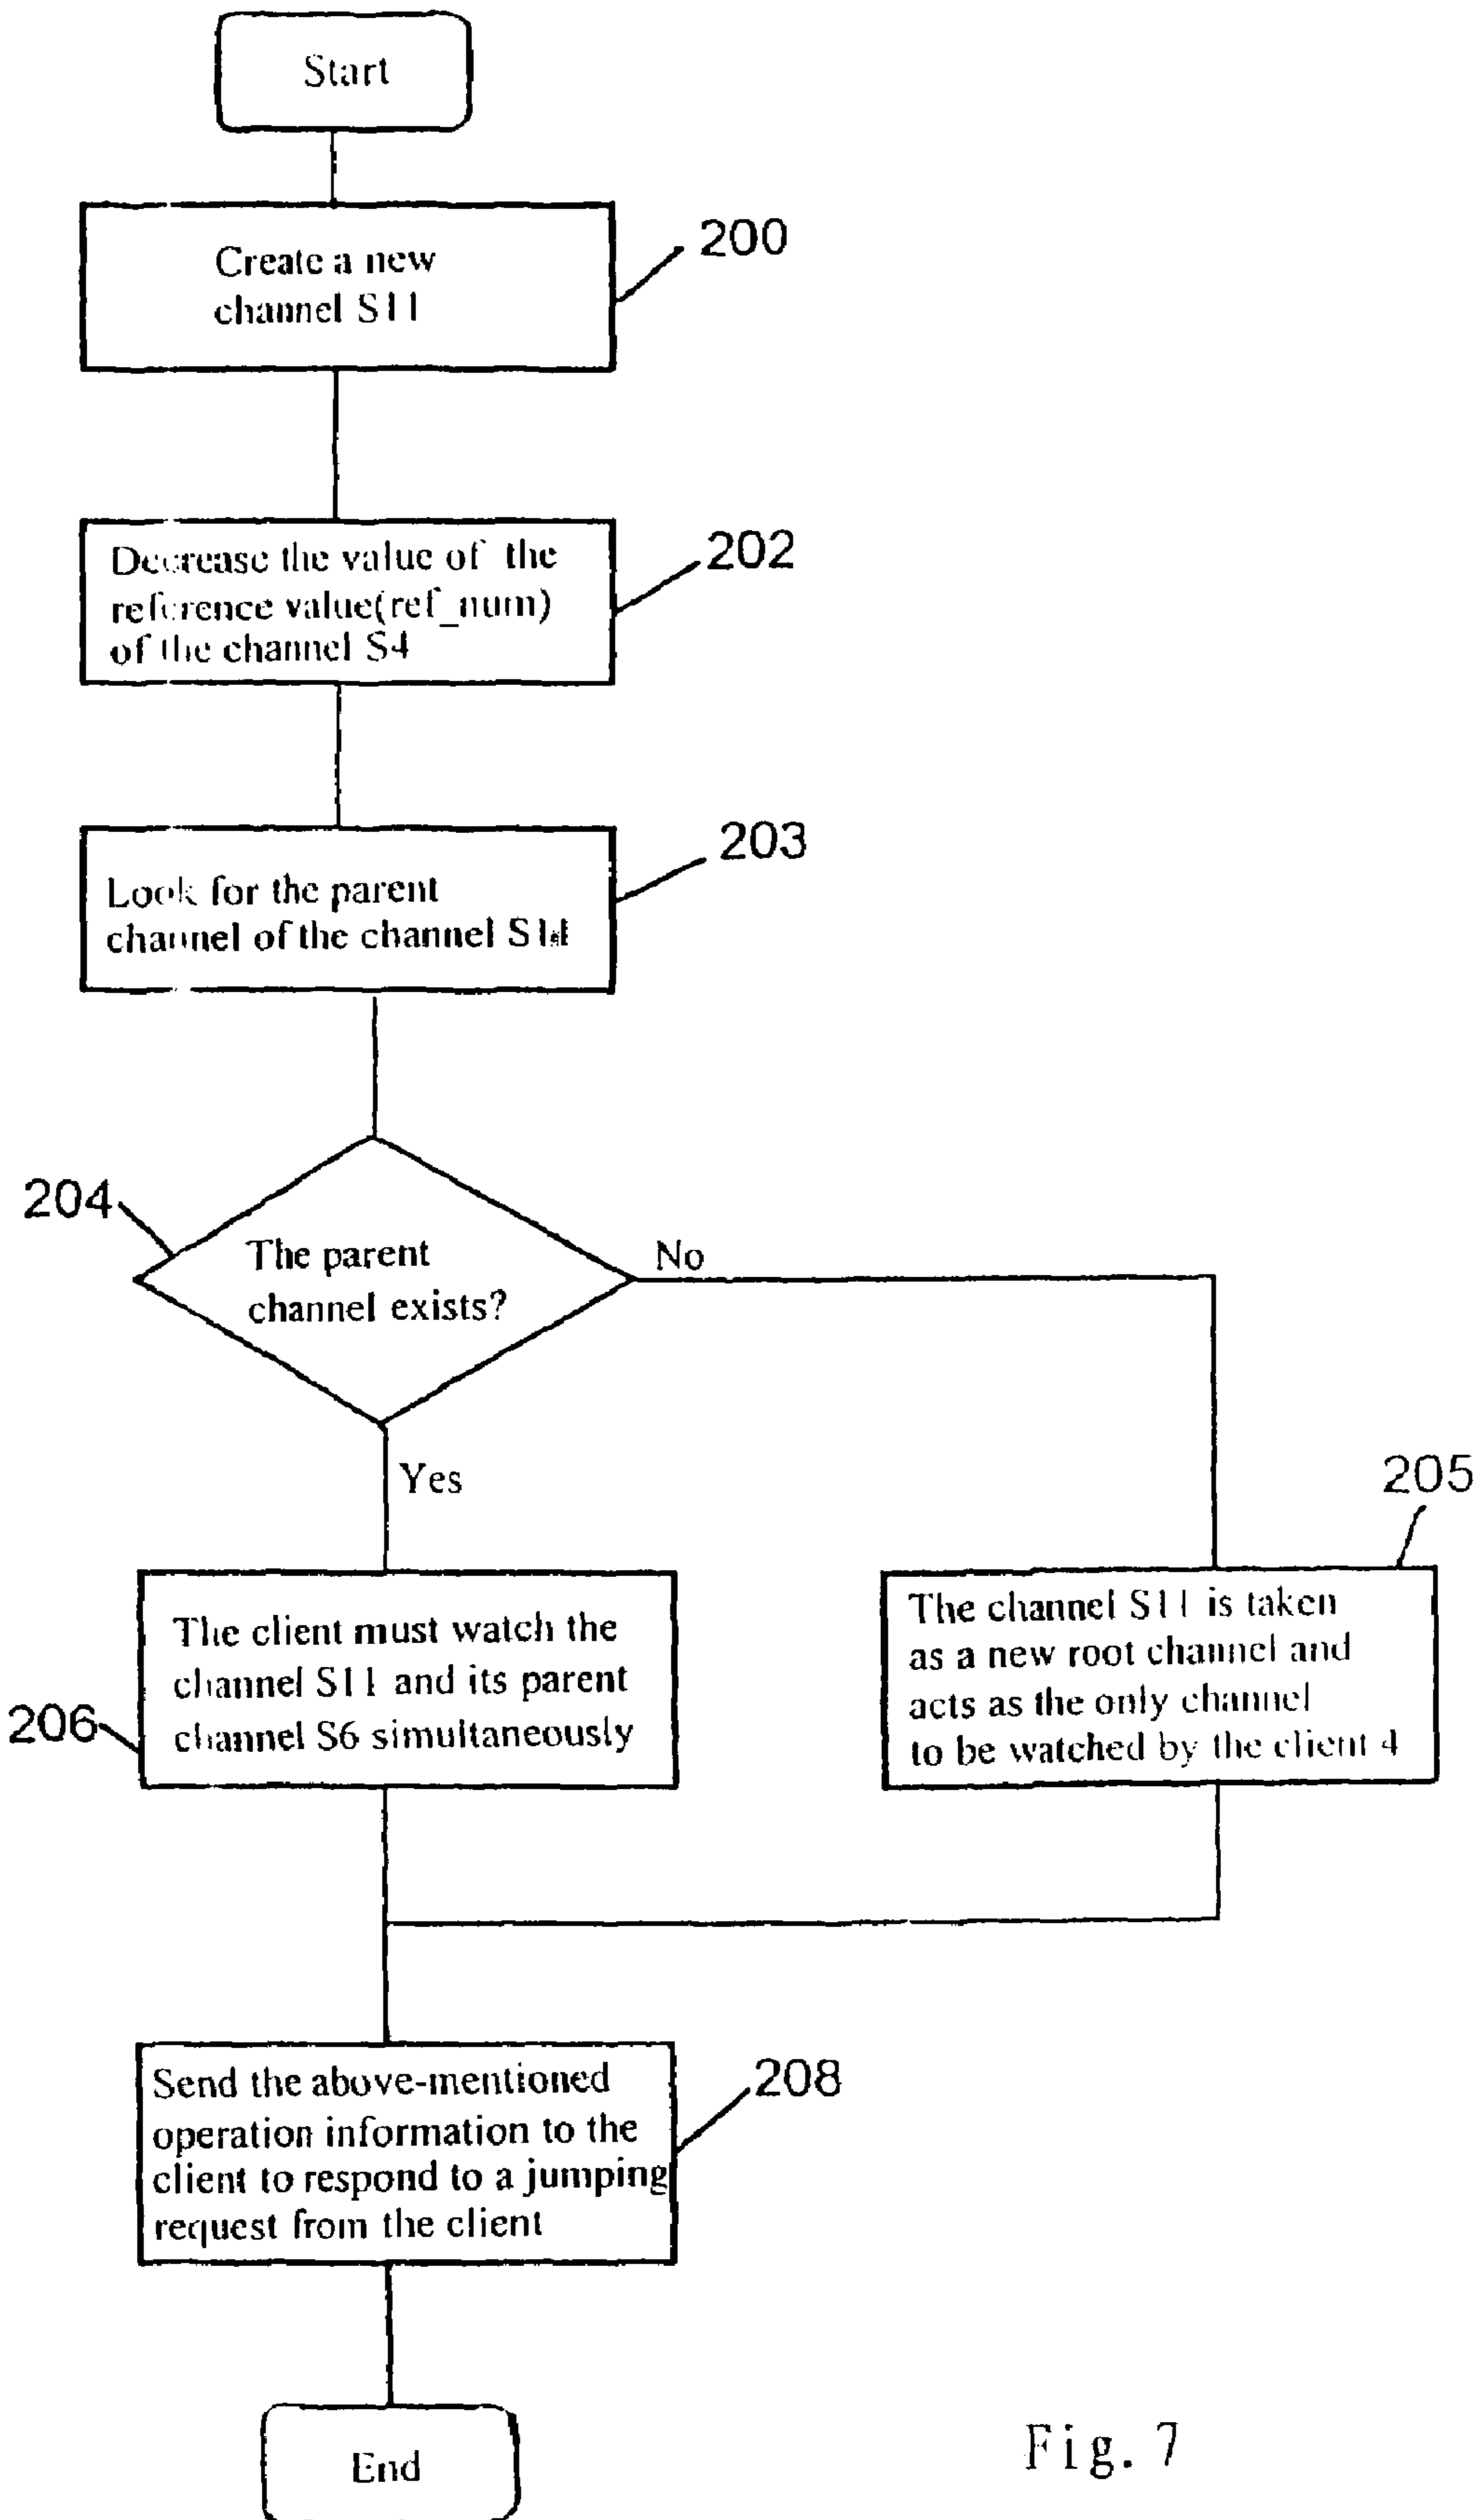 Start
Create a new
channel S11
200
Decrease the value of the
reference value(ref_num)
of the channel S4
202
Look for the parent
channel of the channel
203
The parent
channel exists?
204
No
Yes
205
The client must watch the
channel S11 and its parent
channel S6 simultaneously
206
The channel S11 is taken
as a new root channel and
acts as the only channel
to be watched by the client 4
Send the above-mentioned
operation information to the
client to respond to a jumping
request from the client
208
End
Fig. 7